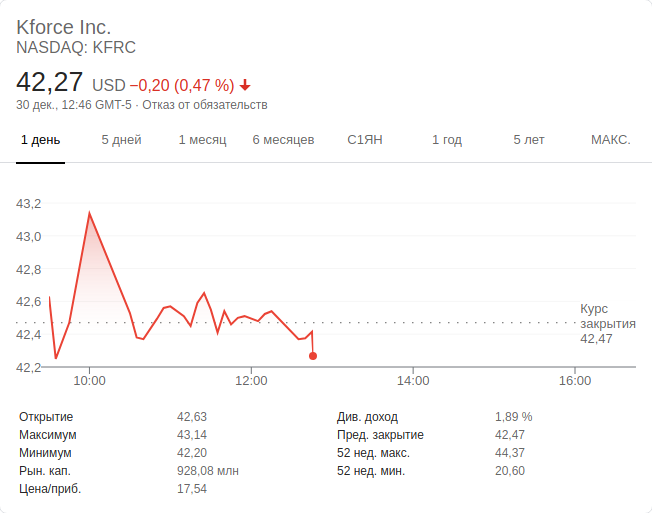 Kforce Inc.
NASDAQ: KFRC
42,27 USD −0,20 (0,47 %)
30 дек., 12:46 GMT-5 · Отказ от обязательств
1 день 5 дней 1 месяц 6 месяцев С1ЯН 1 год 5 лет МАКС.
43,2
43,0
42,8
42,6
42,4
42,2
Курс
закрытия
42,47
10:00 12:00 14:00 16:00
Открытие 42,63
Максимум 43,14
Минимум 42,20
Рын. кап. 928,08 млн
Цена/приб. 17,54
Див. доход 1,89 %
Пред. закрытие 42,47
52 нед. макс. 44,37
52 нед. мин. 20,60